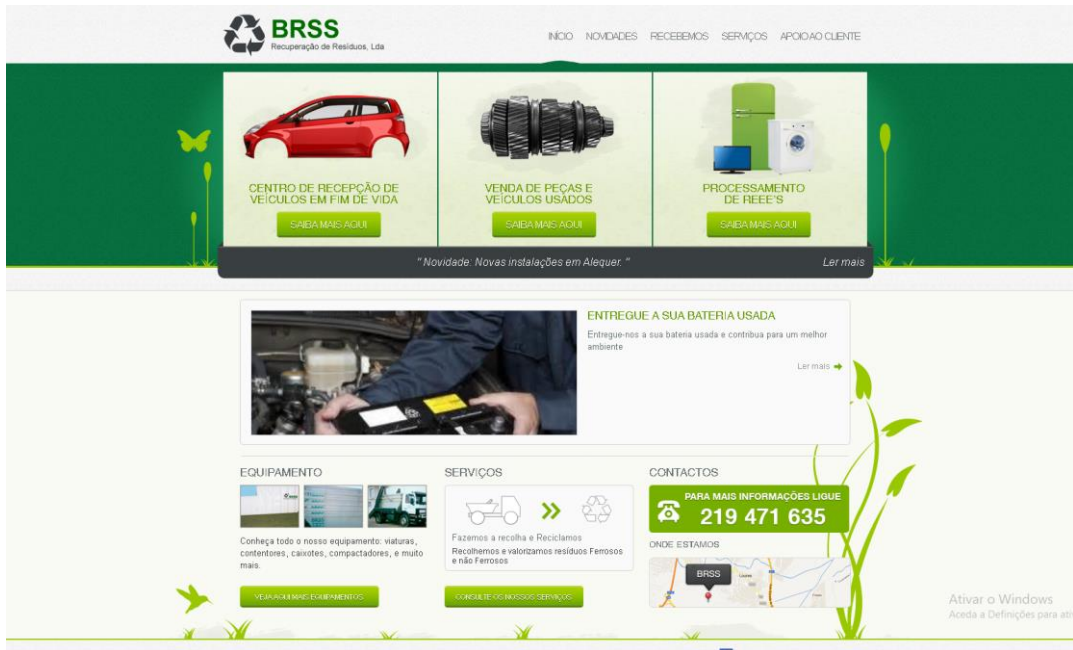 BRSS
Recuperação de Resíduos, Lda
INÍCIO NOVIDADES RECEBEMOS SERVIÇOS APOIO AO CLIENTE
CENTRO DE RECEPÇÃO DE
VEÍCULOS EM FIM DE VIDA
SAIBA MAIS AQUI
VENDA DE PEÇAS E
VEÍCULOS USADOS
SAIBA MAIS AQUI
PROCESSAMENTO
DE REEE'S
SAIBA MAIS AQUI
" Novidade: Novas instalações em Alequer. "
Ler mais
ENTREGUE A SUA BATERIA USADA
Entregue-nos a sua bateria usada e contribua para um melhor
ambiente
Ler mais
EQUIPAMENTO
Conheça todo o nosso equipamento: viaturas,
contentores, caixotes, compactadores, e muito
mais.
VEJA AQUI MAIS EQUIPAMENTOS
SERVIÇOS
Fazemos a recolha e Reciclamos
Recolhemos e valorizamos resíduos Ferrosos
e não Ferrosos
CONSULTE OS NOSSOS SERVIÇOS
CONTACTOS
PARA MAIS INFORMAÇÕES LIGUE
219 471 635
ONDE ESTAMOS
BRSS
Loures
Ativar o Windows
Aceda a Definições para ati